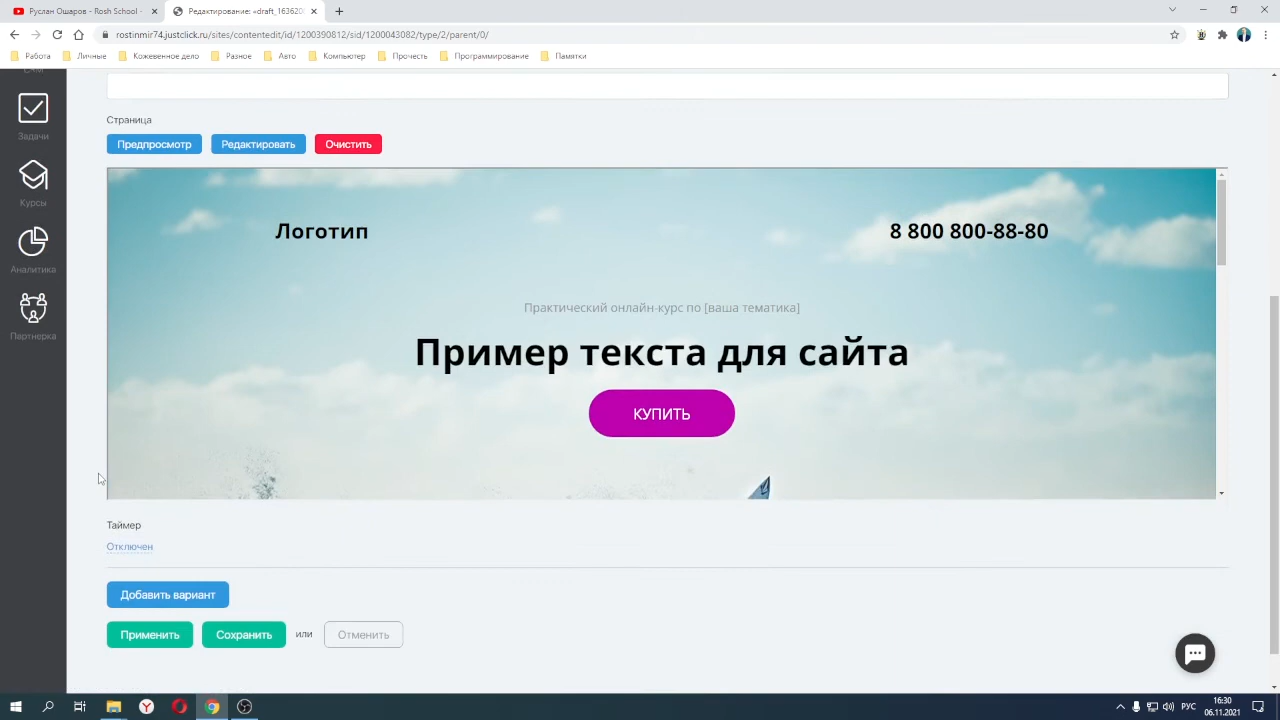 Руслан Ошаров - Rosh School -
Редактирование: «draft_163620
rostinmir74.justclick.ru/sites/contentedit/id/1200390812/sid/1200043082/type/2/parent/0/
Работа
Личные
Кожевенное дело
Разное
Авто
Компьютер
Прочесть
Программирование
Памятки
CRM
Задачи
Курсы
Аналитика
Партнерка
Страница
Предпросмотр
Редактировать
Очистить
Логотип
8 800 800-88-80
Практический онлайн-курс по [ваша тематика]
Пример текста для сайта
КУПИТЬ
Таймер
Отключен
Добавить вариант
Применить
Сохранить
или
Отменить
РУС
16:30
06.11.2021